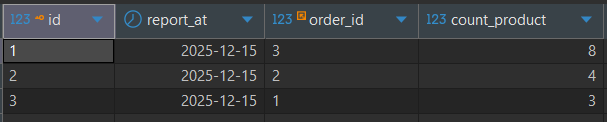 123 id report_at 123 order_id 123 count_product
1 2025-12-15 3 8
2 2025-12-15 2 4
3 2025-12-15 1 3